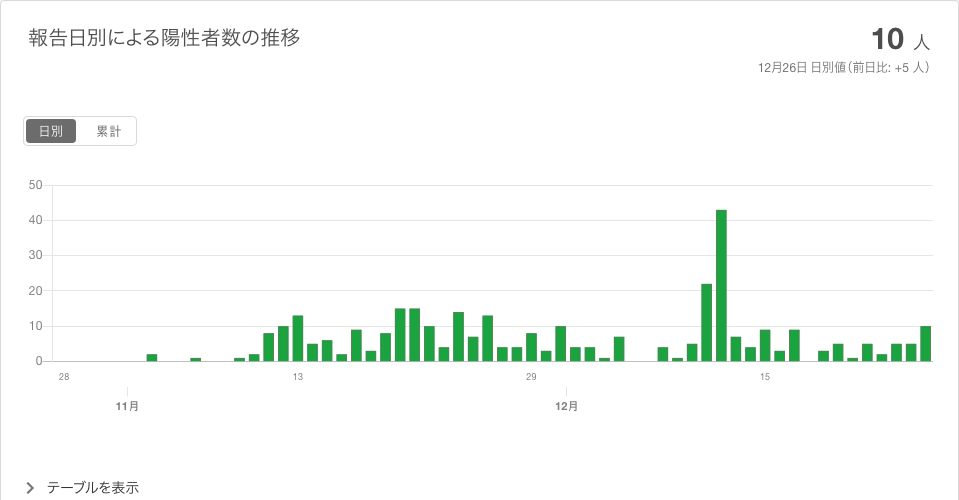 報告日別による陽性者数の推移
10 人
12月26日 日別値（前日比: +5 人）
日別 累計
50
40
30
20
10
0
28 13 29 15
11月 12月
テーブルを表示